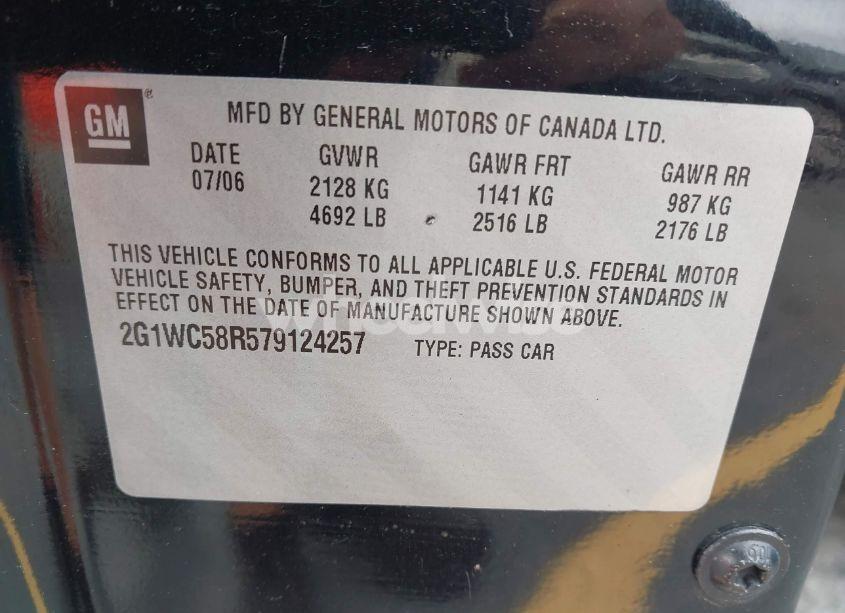 GM® MFD BY GENERAL MOTORS OF CANADA LTD.
DATE GVWR GAWR FRT GAWR RR
07/06 2128 KG 1141 KG 987 KG
4692 LB 2516 LB 2176 LB
THIS VEHICLE CONFORMS TO ALL APPLICABLE U.S. FEDERAL MOTOR
VEHICLE SAFETY, BUMPER, AND THEFT PREVENTION STANDARDS IN
EFFECT ON THE DATE OF MANUFACTURE SHOWN ABOVE.
2G1WC58R579124257 TYPE: PASS CAR